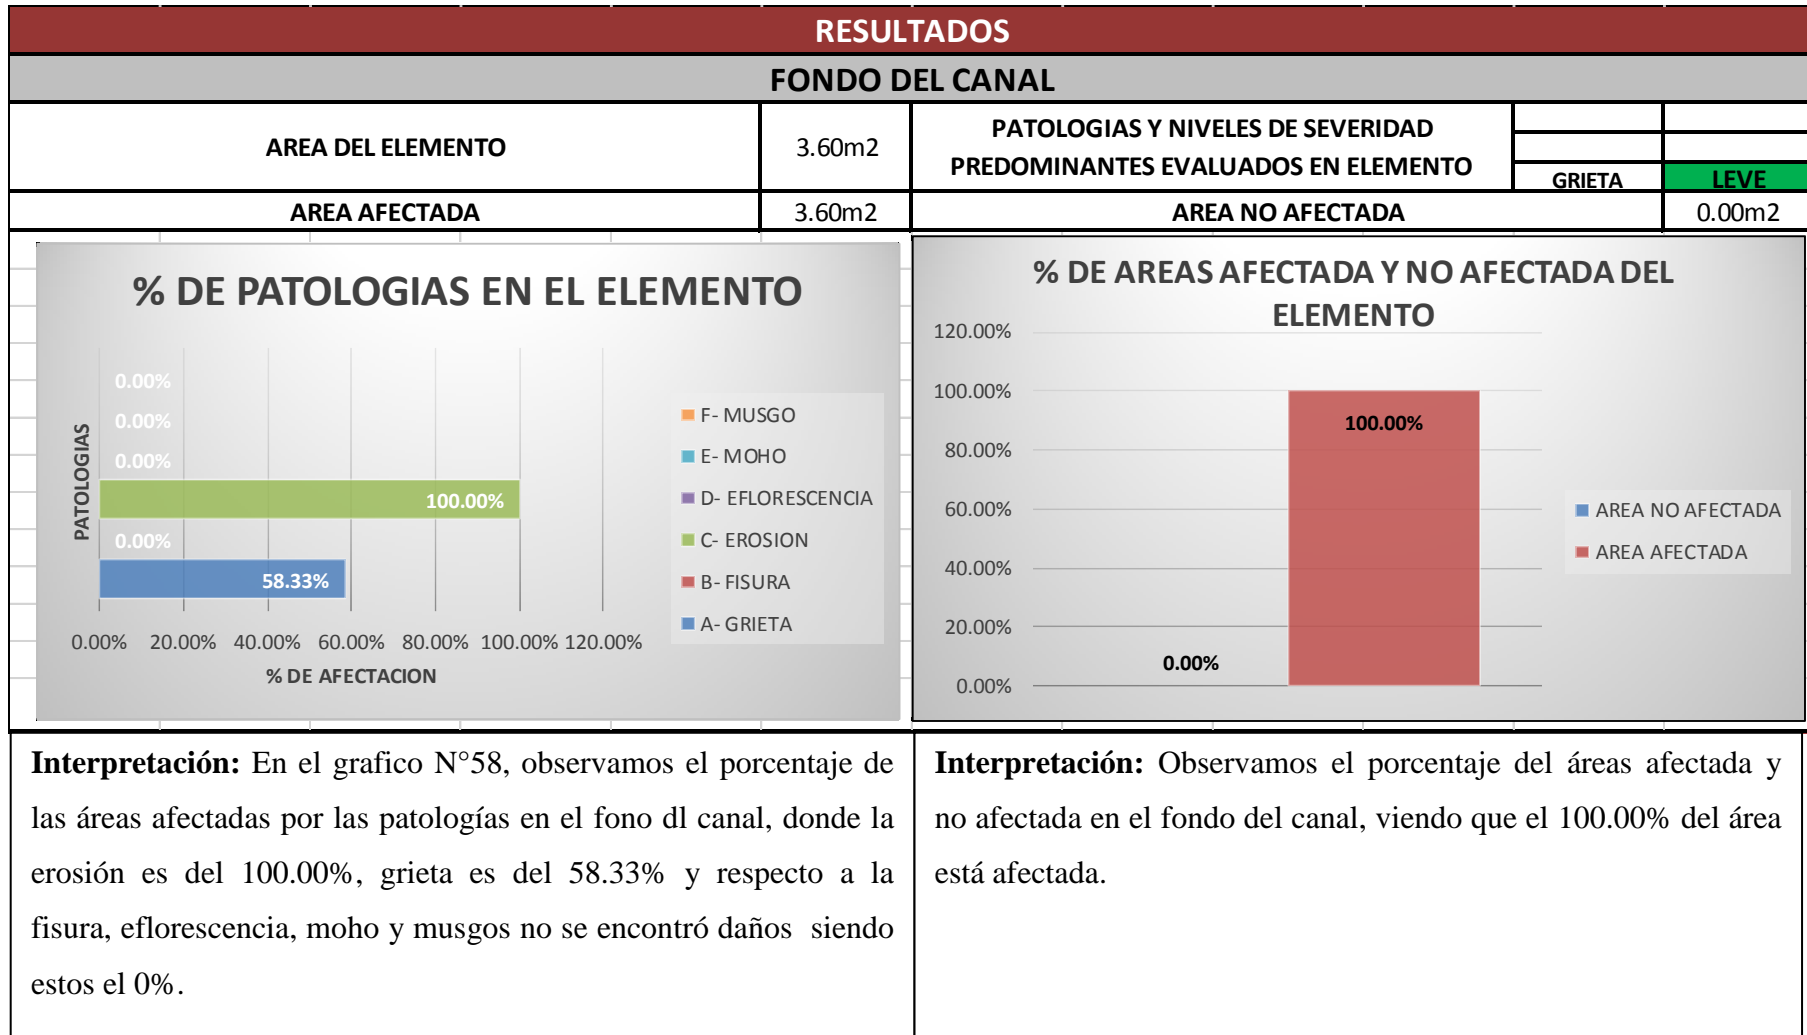 RESULTADOS
FONDO DEL CANAL
AREA DEL ELEMENTO
3.60m2
PATOLOGIAS Y NIVELES DE SEVERIDAD
PREDOMINANTES EVALUADOS EN ELEMENTO
GRIETA
LEVE
AREA AFECTADA
3.60m2
AREA NO AFECTADA
0.00m2
% DE PATOLOGIAS EN EL ELEMENTO
PATOLOGIAS
0.00%
0.00%
0.00%
100.00%
0.00%
58.33%
0.00% 20.00% 40.00% 60.00% 80.00% 100.00% 120.00%
% DE AFECTACION
F- MUSGO
E- MOHO
D- EFLORESCENCIA
C- EROSION
B- FISURA
A- GRIETA
% DE AREAS AFECTADA Y NO AFECTADA DEL
ELEMENTO
120.00%
100.00%
80.00%
60.00%
40.00%
20.00%
0.00%
100.00%
0.00%
AREA NO AFECTADA
AREA AFECTADA
Interpretación: En el grafico N°58, observamos el porcentaje de
las áreas afectadas por las patologías en el fono dl canal, donde la
erosión es del 100.00%, grieta es del 58.33% y respecto a la
fisura, eflorescencia, moho y musgos no se encontró daños siendo
estos el 0%.
Interpretación: Observamos el porcentaje del áreas afectada y
no afectada en el fondo del canal, viendo que el 100.00% del área
está afectada.